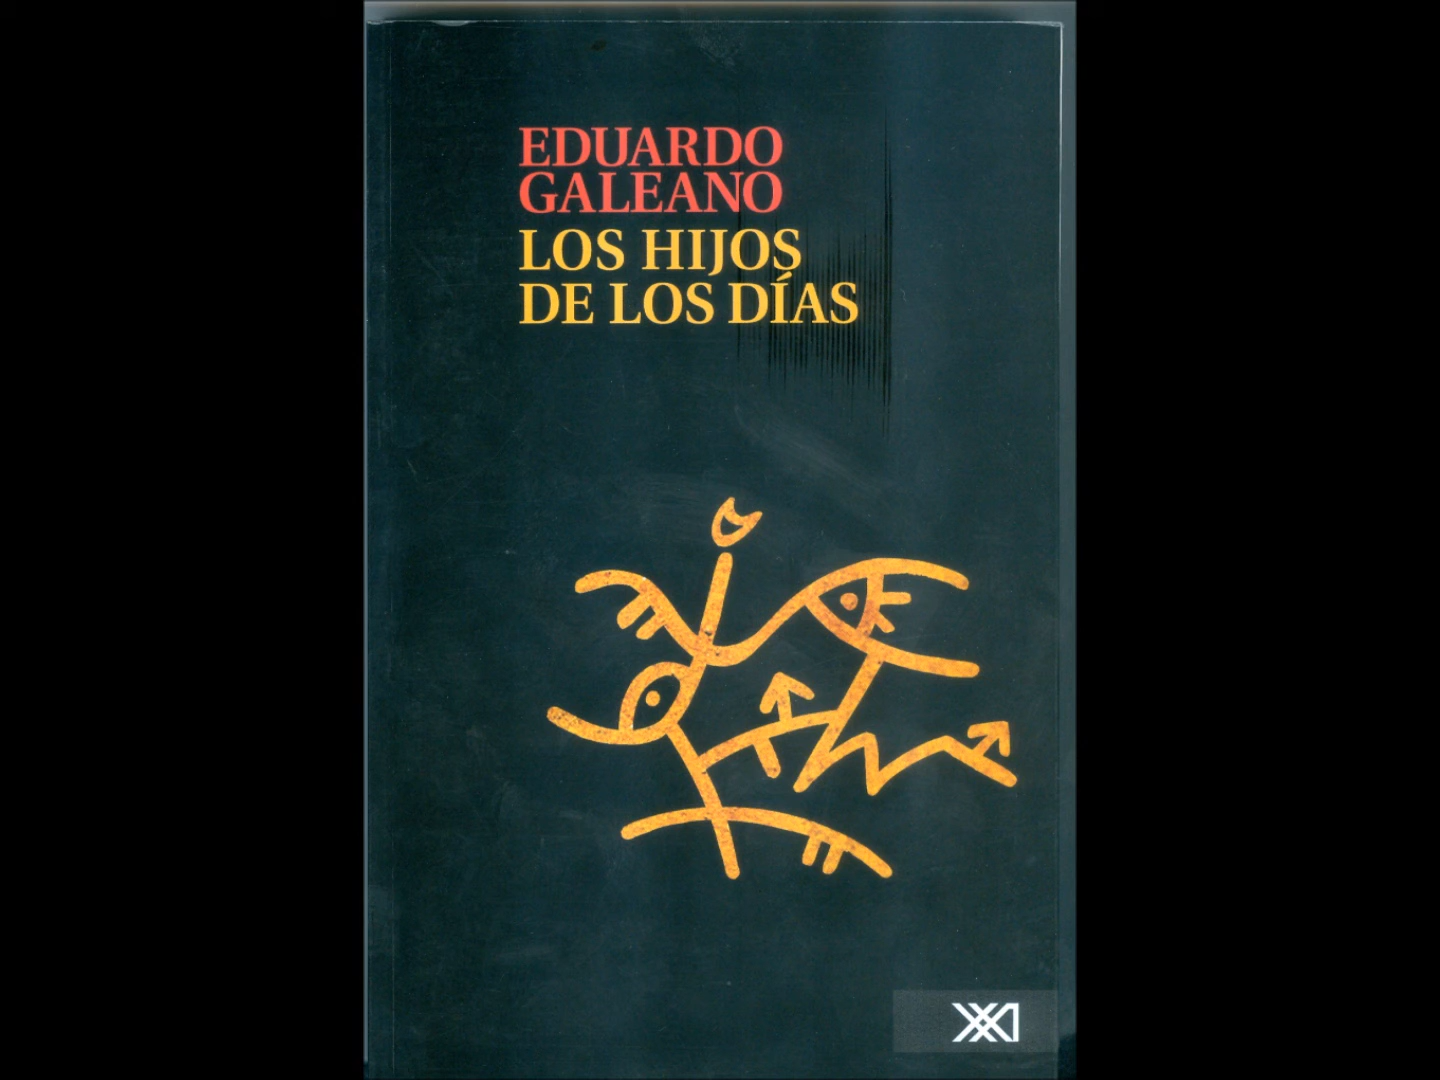 EDUARDO
GALEANO
LOS HIJOS
DE LOS DÍAS
XXI